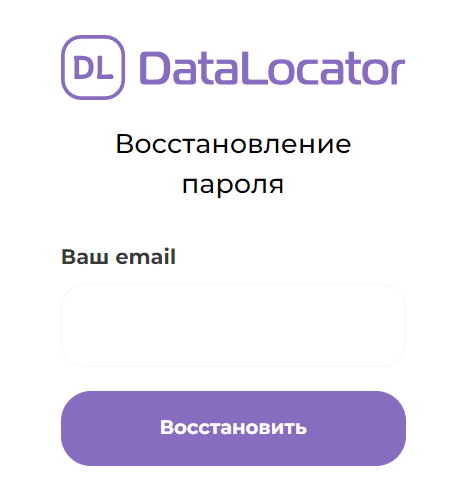 DL DataLocator
Восстановление
пароля
Ваш email
Восстановить